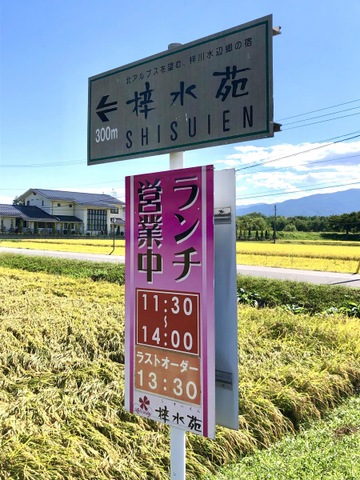 北アルプスを望む、梓川水辺郷の宿
梓水苑
300m
SHISUIEN
ランチ
営業中
11:30
~
14:00
ラストオーダー
13:30
梓水苑